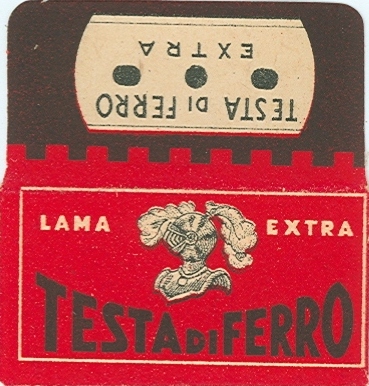 TESTA DI FERRO
EXTRA
LAMA EXTRA
TESTA DI FERRO